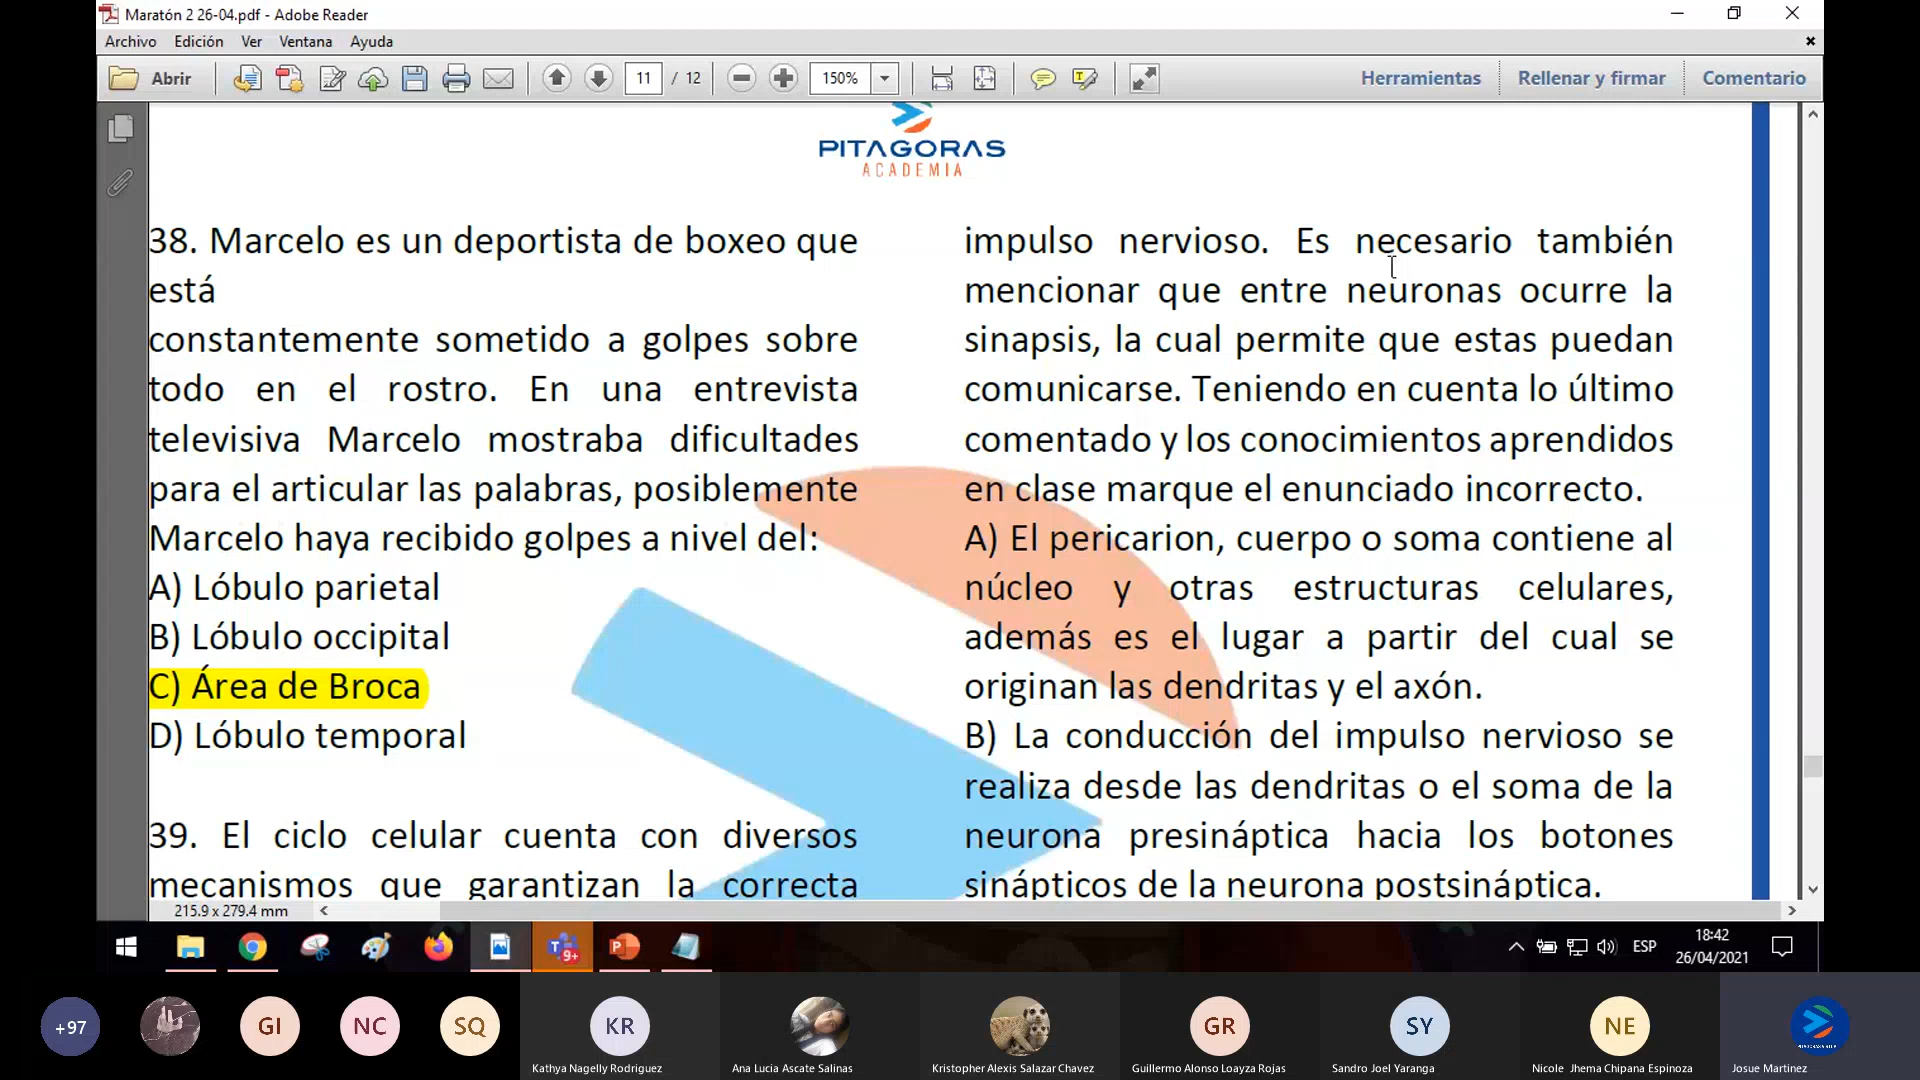 Maratón 2 26-04.pdf - Adobe Reader
Archivo Edición Ver Ventana Ayuda
Abrir 11 / 12 150% Herramientas Rellenar y firmar Comentario
PITAGORAS
ACADEMIA
38. Marcelo es un deportista de boxeo que
está
constantemente sometido a golpes sobre
todo en el rostro. En una entrevista
televisiva Marcelo mostraba dificultades
para el articular las palabras, posiblemente
Marcelo haya recibido golpes a nivel del:
A) Lóbulo parietal
B) Lóbulo occipital
C) Área de Broca
D) Lóbulo temporal
39. El ciclo celular cuenta con diversos
mecanismos que garantizan la correcta
impulso nervioso. Es necesario también
mencionar que entre neuronas ocurre la
sinapsis, la cual permite que estas puedan
comunicarse. Teniendo en cuenta lo último
comentado y los conocimientos aprendidos
en clase marque el enunciado incorrecto.
A) El pericarion, cuerpo o soma contiene al
núcleo y otras estructuras celulares,
además es el lugar a partir del cual se
originan las dendritas y el axón.
B) La conducción del impulso nervioso se
realiza desde las dendritas o el soma de la
neurona presináptica hacia los botones
sinápticos de la neurona postsináptica.
215.9 x 279.4 mm
9+
ESP
18:42
26/04/2021
+97
GI
NC
SQ
KR
GR
SY
NE
Kathya Nagelly Rodriguez
Ana Lucia Ascate Salinas
Kristopher Alexis Salazar Chavez
Guillermo Alonso Loayza Rojas
Sandro Joel Yaranga
Nicole Jhema Chipana Espinoza
Josue Martinez